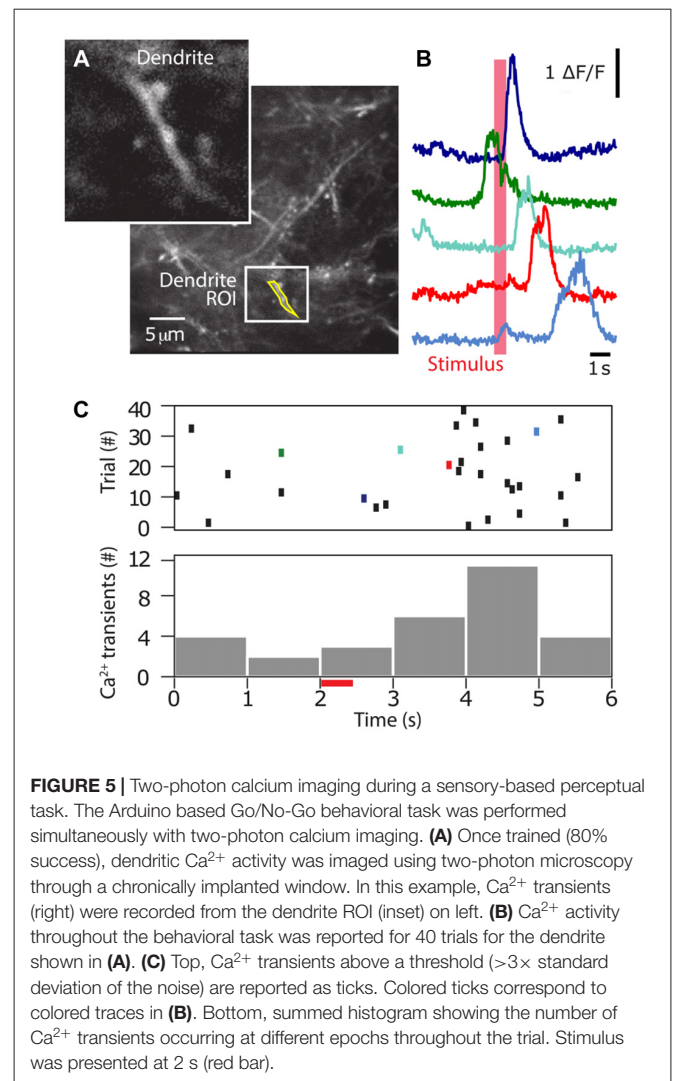 A
Dendrite
Dendrite
ROI
5 μm
B
1 ΔF/F
Stimulus
1 s
C
Trial (#)
40
30
20
10
0
Ca²⁺ transients (#)
12
8
4
0
0 1 2 3 4 5 6
Time (s)
FIGURE 5 | Two-photon calcium imaging during a sensory-based perceptual
task. The Arduino based Go/No-Go behavioral task was performed
simultaneously with two-photon calcium imaging. (A) Once trained (80%
success), dendritic Ca²⁺ activity was imaged using two-photon microscopy
through a chronically implanted window. In this example, Ca²⁺ transients
(right) were recorded from the dendrite ROI (inset) on left. (B) Ca²⁺ activity
throughout the behavioral task was reported for 40 trials for the dendrite
shown in (A). (C) Top, Ca²⁺ transients above a threshold (>3× standard
deviation of the noise) are reported as ticks. Colored ticks correspond to
colored traces in (B). Bottom, summed histogram showing the number of
Ca²⁺ transients occurring at different epochs throughout the trial. Stimulus
was presented at 2 s (red bar).